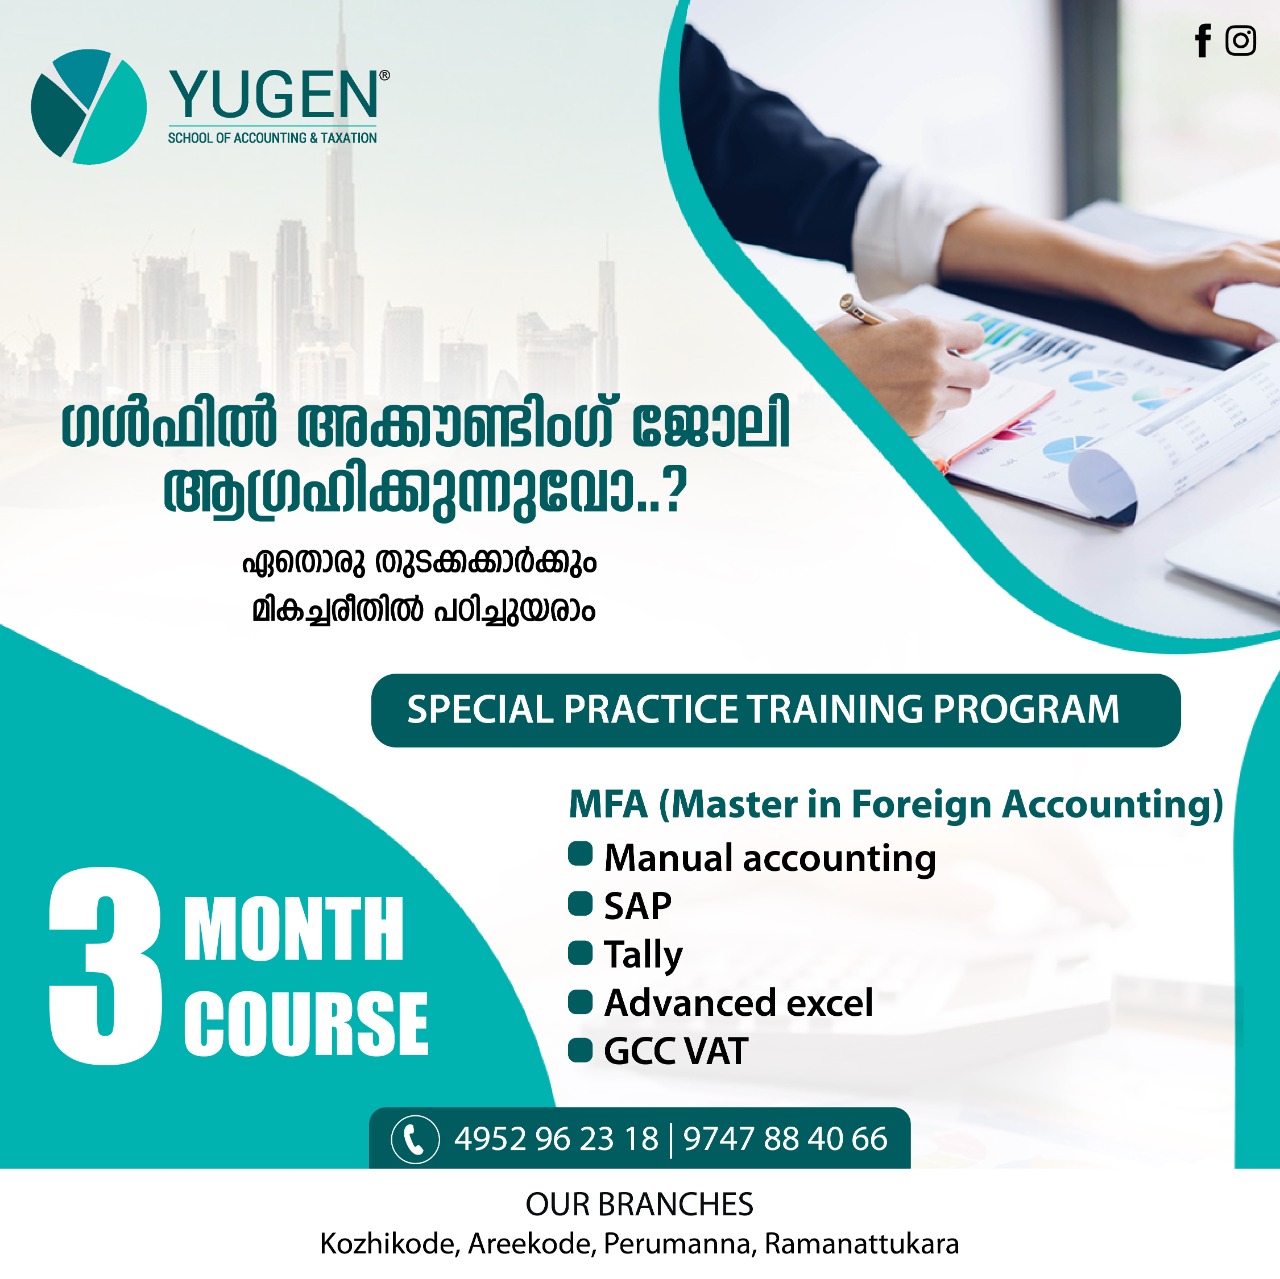 YUGEN®
SCHOOL OF ACCOUNTING & TAXATION
ഗൾഫിൽ അക്കൗണ്ടിംഗ് ജോലി
ആഗ്രഹിക്കുന്നുവോ..?
ഏതൊരു തുടക്കക്കാർക്കും
മികച്ചരീതിൽ പഠിച്ചുയരാം
SPECIAL PRACTICE TRAINING PROGRAM
MFA (Master in Foreign Accounting)
Manual accounting
SAP
Tally
Advanced excel
GCC VAT
3 MONTH
COURSE
4952 96 23 18 | 9747 88 40 66
OUR BRANCHES
Kozhikode, Areekode, Perumanna, Ramanattukara